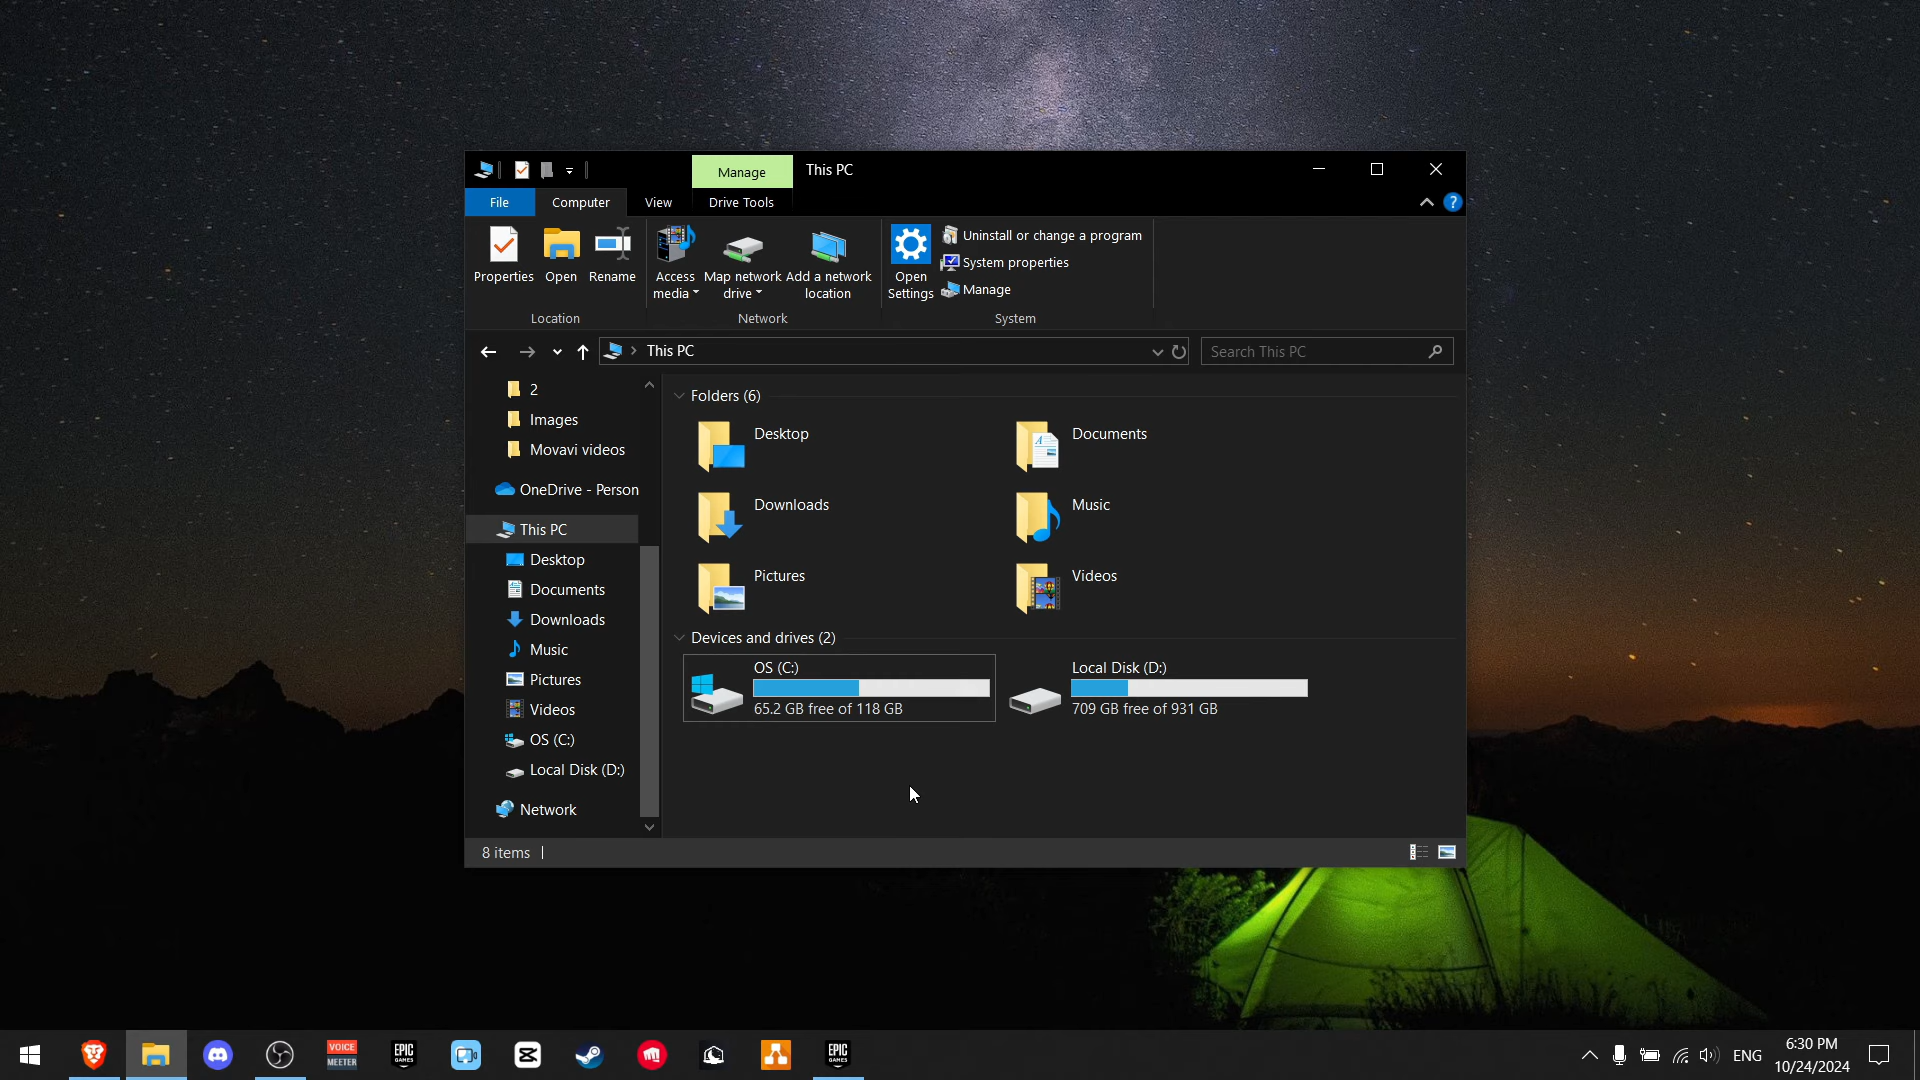 Manage
This PC
File
Computer
View
Drive Tools
Properties
Open
Rename
Access
media
Map network
drive
Add a network
location
Open
Settings
Uninstall or change a program
System properties
Manage
Location
Network
System
This PC
Search This PC
2
Images
Movavi videos
OneDrive - Person
This PC
Desktop
Documents
Downloads
Music
Pictures
Videos
OS (C:)
Local Disk (D:)
Network
Folders (6)
Desktop
Documents
Downloads
Music
Pictures
Videos
Devices and drives (2)
OS (C:)
65.2 GB free of 118 GB
Local Disk (D:)
709 GB free of 931 GB
8 items
VOICE
MEETER
EPIC
GAMES
EPIC
GAMES
ENG
6:30 PM
10/24/2024